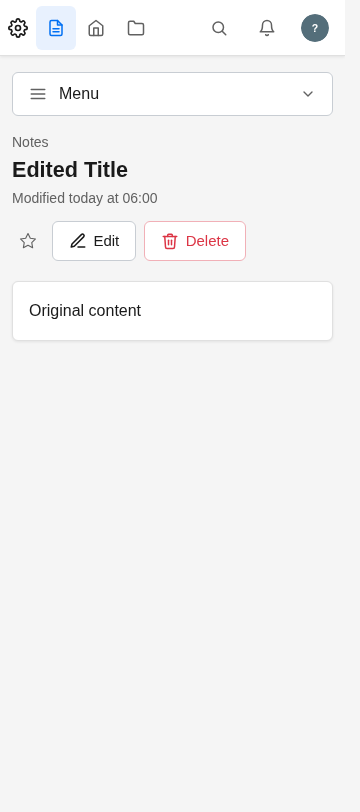 ?
Menu
Notes
Edited Title
Modified today at 06:00
Edit
Delete
Original content